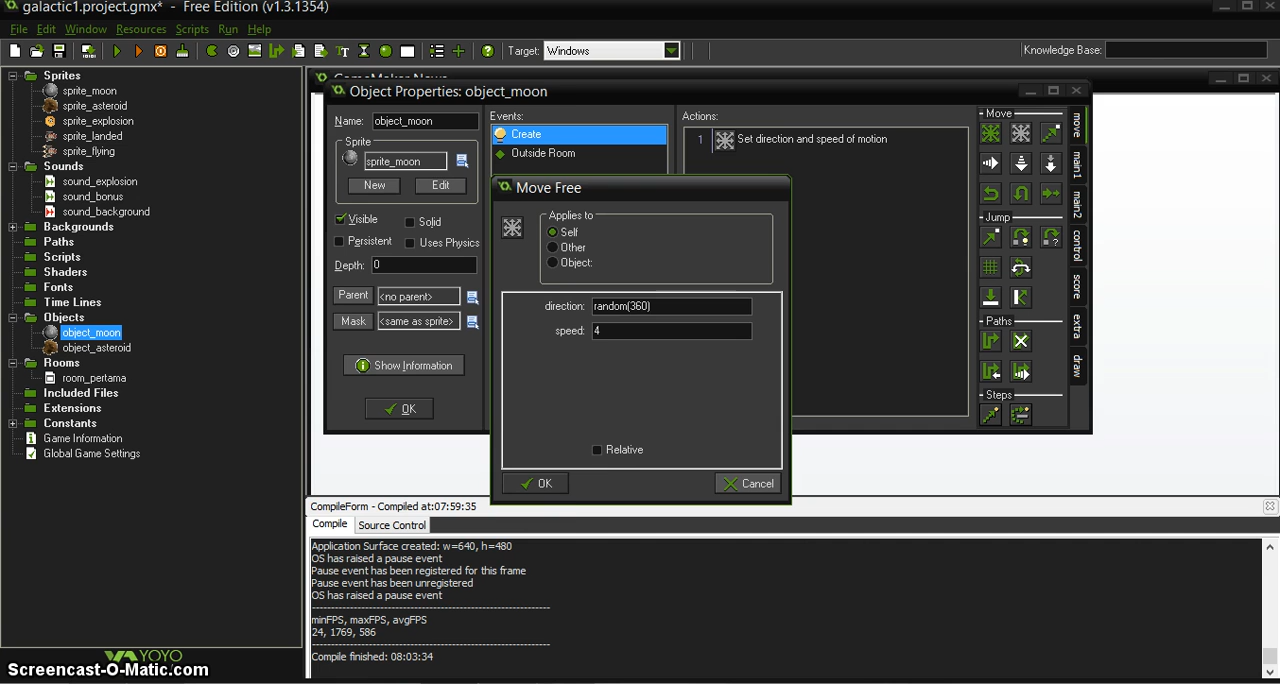 galactic1.project.gmx* - Free Edition (v1.3.1354)
File Edit Window Resources Scripts Run Help
Target: Windows
Knowledge Base:
Sprites
sprite_moon
sprite_asteroid
sprite_explosion
sprite_landed
sprite_flying
Sounds
sound_explosion
sound_bonus
sound_background
Backgrounds
Paths
Scripts
Shaders
Fonts
Time Lines
Objects
object_moon
object_asteroid
Rooms
room_pertama
Included Files
Extensions
Constants
Game Information
Global Game Settings
GameMaker News
Object Properties: object_moon
Name: object_moon
Sprite
sprite_moon
New Edit
Visible Solid
Persistent Uses Physics
Depth: 0
Parent <no parent>
Mask <same as sprite>
Show Information
OK
Events:
Create
Outside Room
Actions:
1 Set direction and speed of motion
Move
Jump
Paths
Steps
move
main1
main2
control
score
extra
draw
Move Free
Applies to
Self
Other
Object:
direction: random(360)
speed: 4
Relative
OK Cancel
CompileForm - Compiled at:07:59:35
Compile Source Control
Application Surface created: w=640, h=480
OS has raised a pause event
Pause event has been registered for this frame
Pause event has been unregistered
OS has raised a pause event
minFPS, maxFPS, avgFPS
24, 1769, 586
Compile finished: 08:03:34
YOYO
Screencast-O-Matic.com